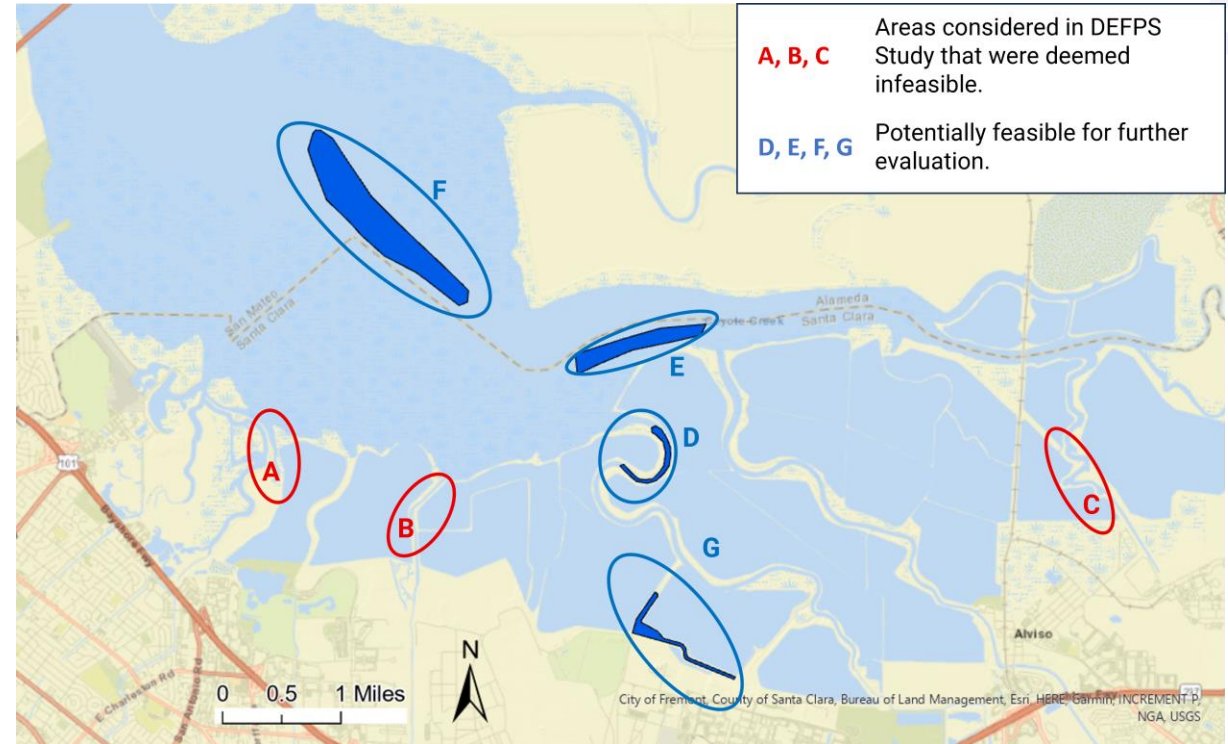 A, B, C
Areas considered in DEFPS
Study that were deemed
infeasible.
D, E, F, G
Potentially feasible for further
evaluation.
F
Alameda
Santa Clara
Coyote Creek
San Mateo
Santa Clara
E
D
101
A
B
C
G
Bayshore Fwy
Alviso
N
0 0.5 1 Miles
E Charleston Rd
San Antonio Rd
237
City of Fremont, County of Santa Clara, Bureau of Land Management, Esri, HERE, Garmin, INCREMENT P,
NGA, USGS